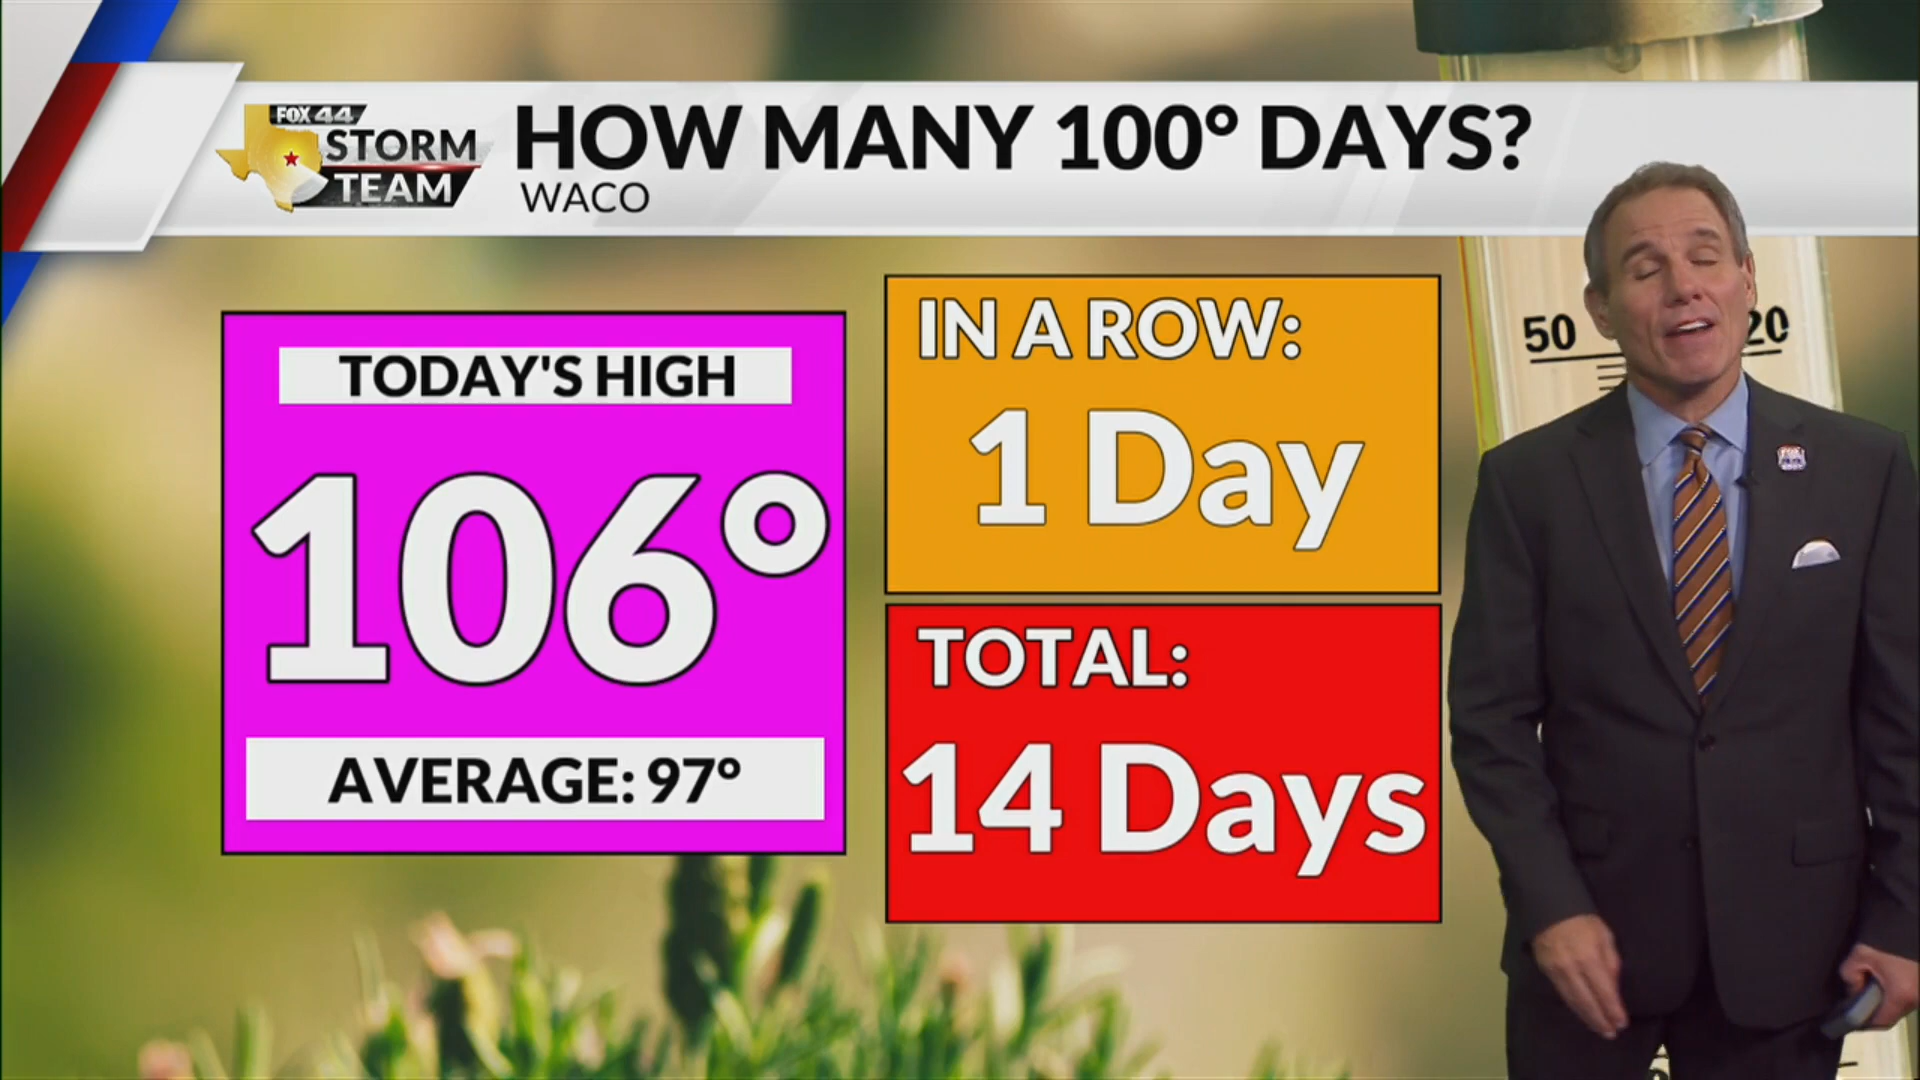 FOX 44
STORM
TEAM
HOW MANY 100° DAYS?
WACO
TODAY'S HIGH
106°
AVERAGE: 97°
IN A ROW:
1 Day
TOTAL:
14 Days
50
20